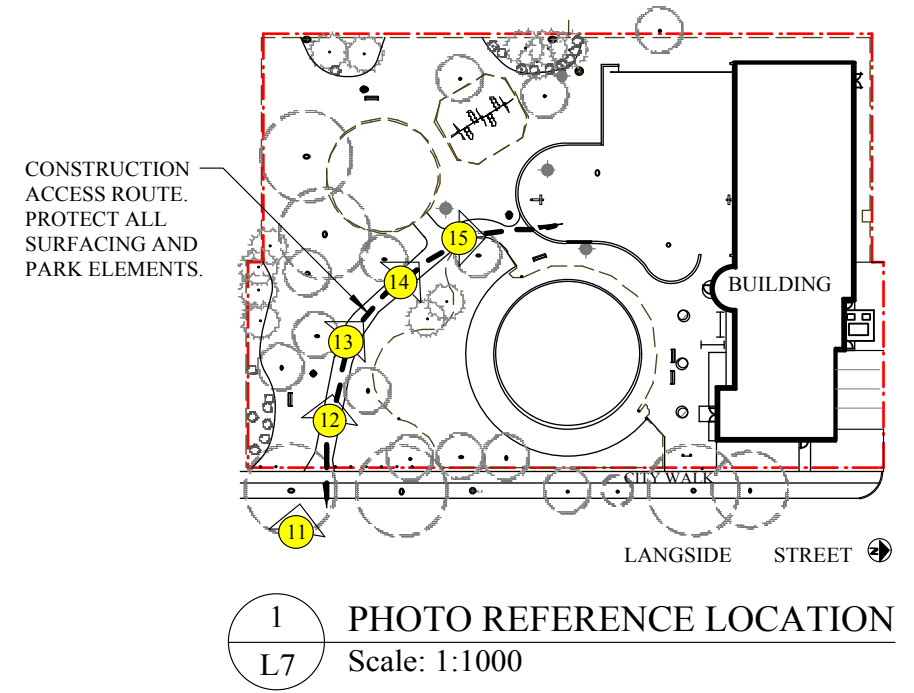 CONSTRUCTION
ACCESS ROUTE.
PROTECT ALL
SURFACING AND
PARK ELEMENTS.
15
14
13
12
11
BUILDING
CITY WALK
LANGSIDE STREET
Z
1
L7
PHOTO REFERENCE LOCATION
Scale: 1:1000